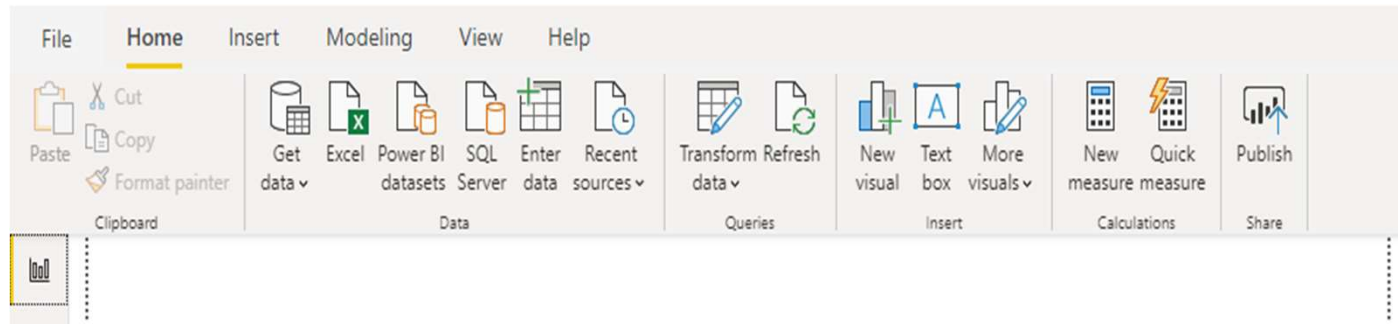 File Home Insert Modeling View Help
Paste
Cut
Copy
Format painter
Clipboard
Get
data
Excel
Power BI
datasets
SQL
Server
Enter
data
Recent
sources
Data
Transform
data
Refresh
Queries
New
visual
Text
box
More
visuals
A
Insert
New
measure
Quick
measure
Calculations
Publish
Share
X